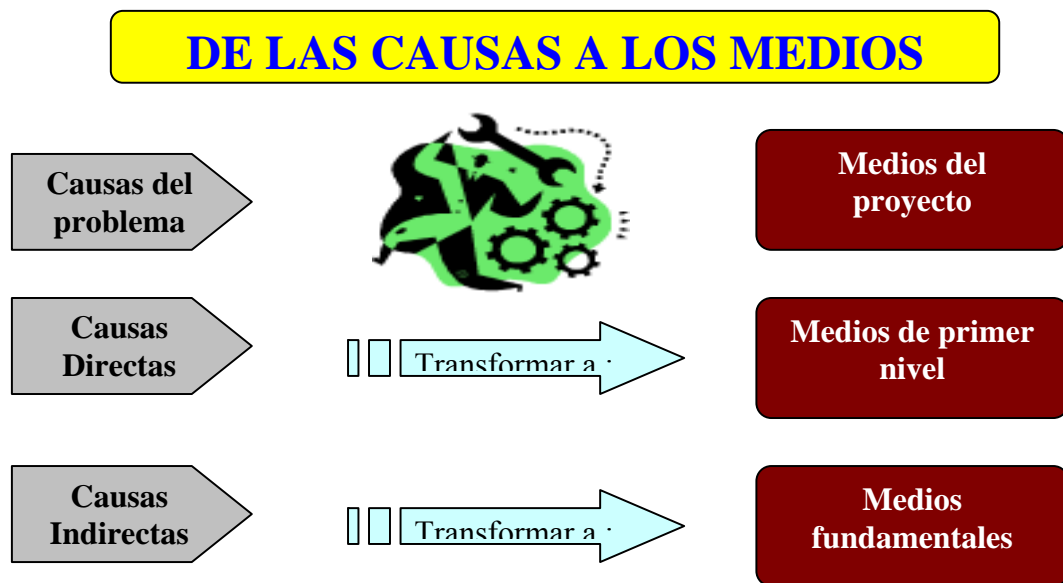 DE LAS CAUSAS A LOS MEDIOS
Causas del
problema
Medios del
proyecto
Causas
Directas
Transformar a :
Medios de primer
nivel
Causas
Indirectas
Transformar a :
Medios
fundamentales